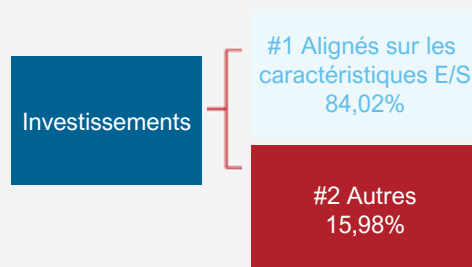 Investissements
#1 Alignés sur les
caractéristiques E/S
84,02%
#2 Autres
15,98%